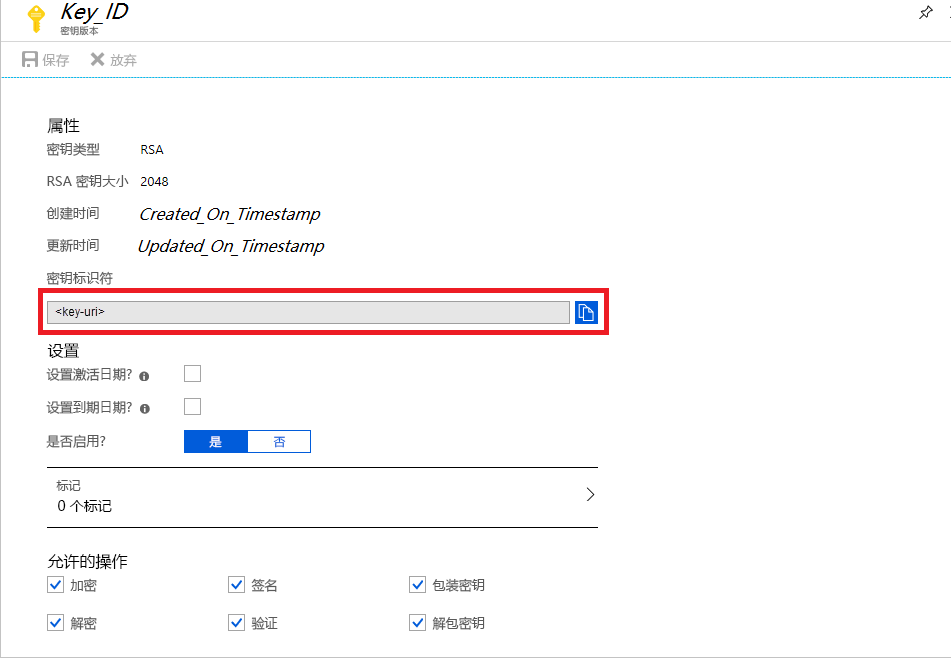 Key_ID
密钥版本
保存 放弃
属性
密钥类型 RSA
RSA 密钥大小 2048
创建时间 Created_On_Timestamp
更新时间 Updated_On_Timestamp
密钥标识符
<key-uri>
设置
设置激活日期?
设置到期日期?
是否启用? 是 否
标记
0 个标记
允许的操作
加密 签名 包装密钥
解密 验证 解包密钥